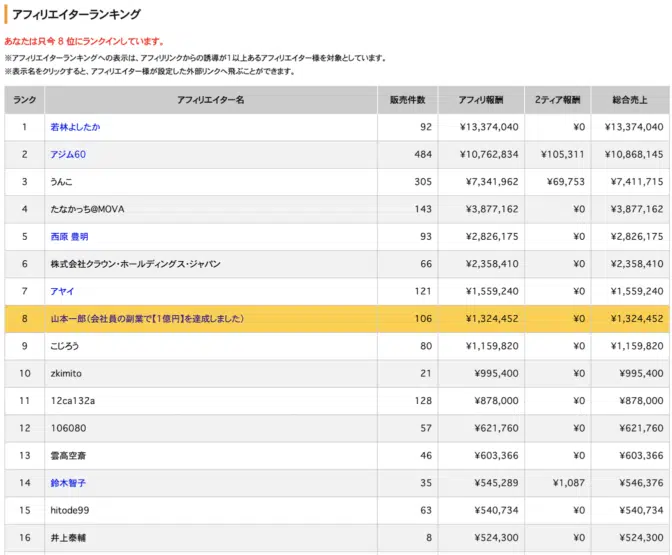 アフィリエイターランキング
あなたは只今 8 位にランクインしています。
※アフィリエイターランキングへの表示は、アフィリリンクからの誘導が1以上あるアフィリエイター様を対象としています。
※表示名をクリックすると、アフィリエイター様が設定した外部リンクへ飛ぶことができます。
ランク アフィリエイター名 販売件数 アフィリ報酬 2ティア報酬 総合売上
1 若林よしたか 92 ¥13,374,040 ¥0 ¥13,374,040
2 アジム60 484 ¥10,762,834 ¥105,311 ¥10,868,145
3 うんこ 305 ¥7,341,962 ¥69,753 ¥7,411,715
4 たなかっち@MOVA 143 ¥3,877,162 ¥0 ¥3,877,162
5 西原 豊明 93 ¥2,826,175 ¥0 ¥2,826,175
6 株式会社クラウン・ホールディングス・ジャパン 66 ¥2,358,410 ¥0 ¥2,358,410
7 アヤイ 121 ¥1,559,240 ¥0 ¥1,559,240
8 山本一郎(会社員の副業で【1億円】を達成しました) 106 ¥1,324,452 ¥0 ¥1,324,452
9 こじろう 80 ¥1,159,820 ¥0 ¥1,159,820
10 zkimito 21 ¥995,400 ¥0 ¥995,400
11 12ca132a 128 ¥878,000 ¥0 ¥878,000
12 106080 57 ¥621,760 ¥0 ¥621,760
13 雲高空斎 46 ¥603,366 ¥0 ¥603,366
14 鈴木智子 35 ¥545,289 ¥1,087 ¥546,376
15 hitode99 63 ¥540,734 ¥0 ¥540,734
16 井上泰輔 8 ¥524,300 ¥0 ¥524,300